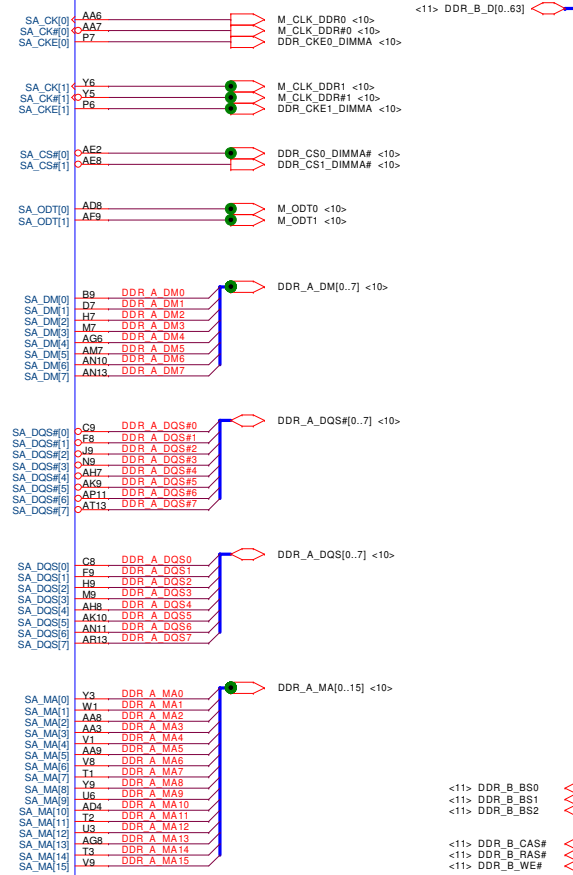 <11> DDR_B_D[0..63]
SA_CK[0] AA6 M_CLK_DDR0 <10>
SA_CK#[0] AA7 M_CLK_DDR#0 <10>
SA_CKE[0] P7 DDR_CKE0_DIMMA <10>
SA_CK[1] Y6 M_CLK_DDR1 <10>
SA_CK#[1] Y5 M_CLK_DDR#1 <10>
SA_CKE[1] P6 DDR_CKE1_DIMMA <10>
SA_CS#[0] AE2 DDR_CS0_DIMMA# <10>
SA_CS#[1] AE8 DDR_CS1_DIMMA# <10>
SA_ODT[0] AD8 M_ODT0 <10>
SA_ODT[1] AF9 M_ODT1 <10>
DDR_A_DM[0..7] <10>
SA_DM[0] B9 DDR_A_DM0
SA_DM[1] D7 DDR_A_DM1
SA_DM[2] H7 DDR_A_DM2
SA_DM[3] M7 DDR_A_DM3
SA_DM[4] AG6 DDR_A_DM4
SA_DM[5] AM7 DDR_A_DM5
SA_DM[6] AN10 DDR_A_DM6
SA_DM[7] AN13 DDR_A_DM7
DDR_A_DQS#[0..7] <10>
SA_DQS#[0] C9 DDR_A_DQS#0
SA_DQS#[1] F8 DDR_A_DQS#1
SA_DQS#[2] J9 DDR_A_DQS#2
SA_DQS#[3] N9 DDR_A_DQS#3
SA_DQS#[4] AH7 DDR_A_DQS#4
SA_DQS#[5] AK9 DDR_A_DQS#5
SA_DQS#[6] AP11 DDR_A_DQS#6
SA_DQS#[7] AT13 DDR_A_DQS#7
DDR_A_DQS[0..7] <10>
SA_DQS[0] C8 DDR_A_DQS0
SA_DQS[1] F9 DDR_A_DQS1
SA_DQS[2] H9 DDR_A_DQS2
SA_DQS[3] M9 DDR_A_DQS3
SA_DQS[4] AH8 DDR_A_DQS4
SA_DQS[5] AK10 DDR_A_DQS5
SA_DQS[6] AN11 DDR_A_DQS6
SA_DQS[7] AR13 DDR_A_DQS7
DDR_A_MA[0..15] <10>
SA_MA[0] Y3 DDR_A_MA0
SA_MA[1] W1 DDR_A_MA1
SA_MA[2] AA8 DDR_A_MA2
SA_MA[3] AA3 DDR_A_MA3
SA_MA[4] V1 DDR_A_MA4
SA_MA[5] AA9 DDR_A_MA5
SA_MA[6] V8 DDR_A_MA6
SA_MA[7] T1 DDR_A_MA7
SA_MA[8] Y9 DDR_A_MA8
SA_MA[9] U6 DDR_A_MA9
SA_MA[10] AD4 DDR_A_MA10
SA_MA[11] T2 DDR_A_MA11
SA_MA[12] U3 DDR_A_MA12
SA_MA[13] AG8 DDR_A_MA13
SA_MA[14] T3 DDR_A_MA14
SA_MA[15] V9 DDR_A_MA15
<11> DDR_B_BS0
<11> DDR_B_BS1
<11> DDR_B_BS2
<11> DDR_B_CAS#
<11> DDR_B_RAS#
<11> DDR_B_WE#